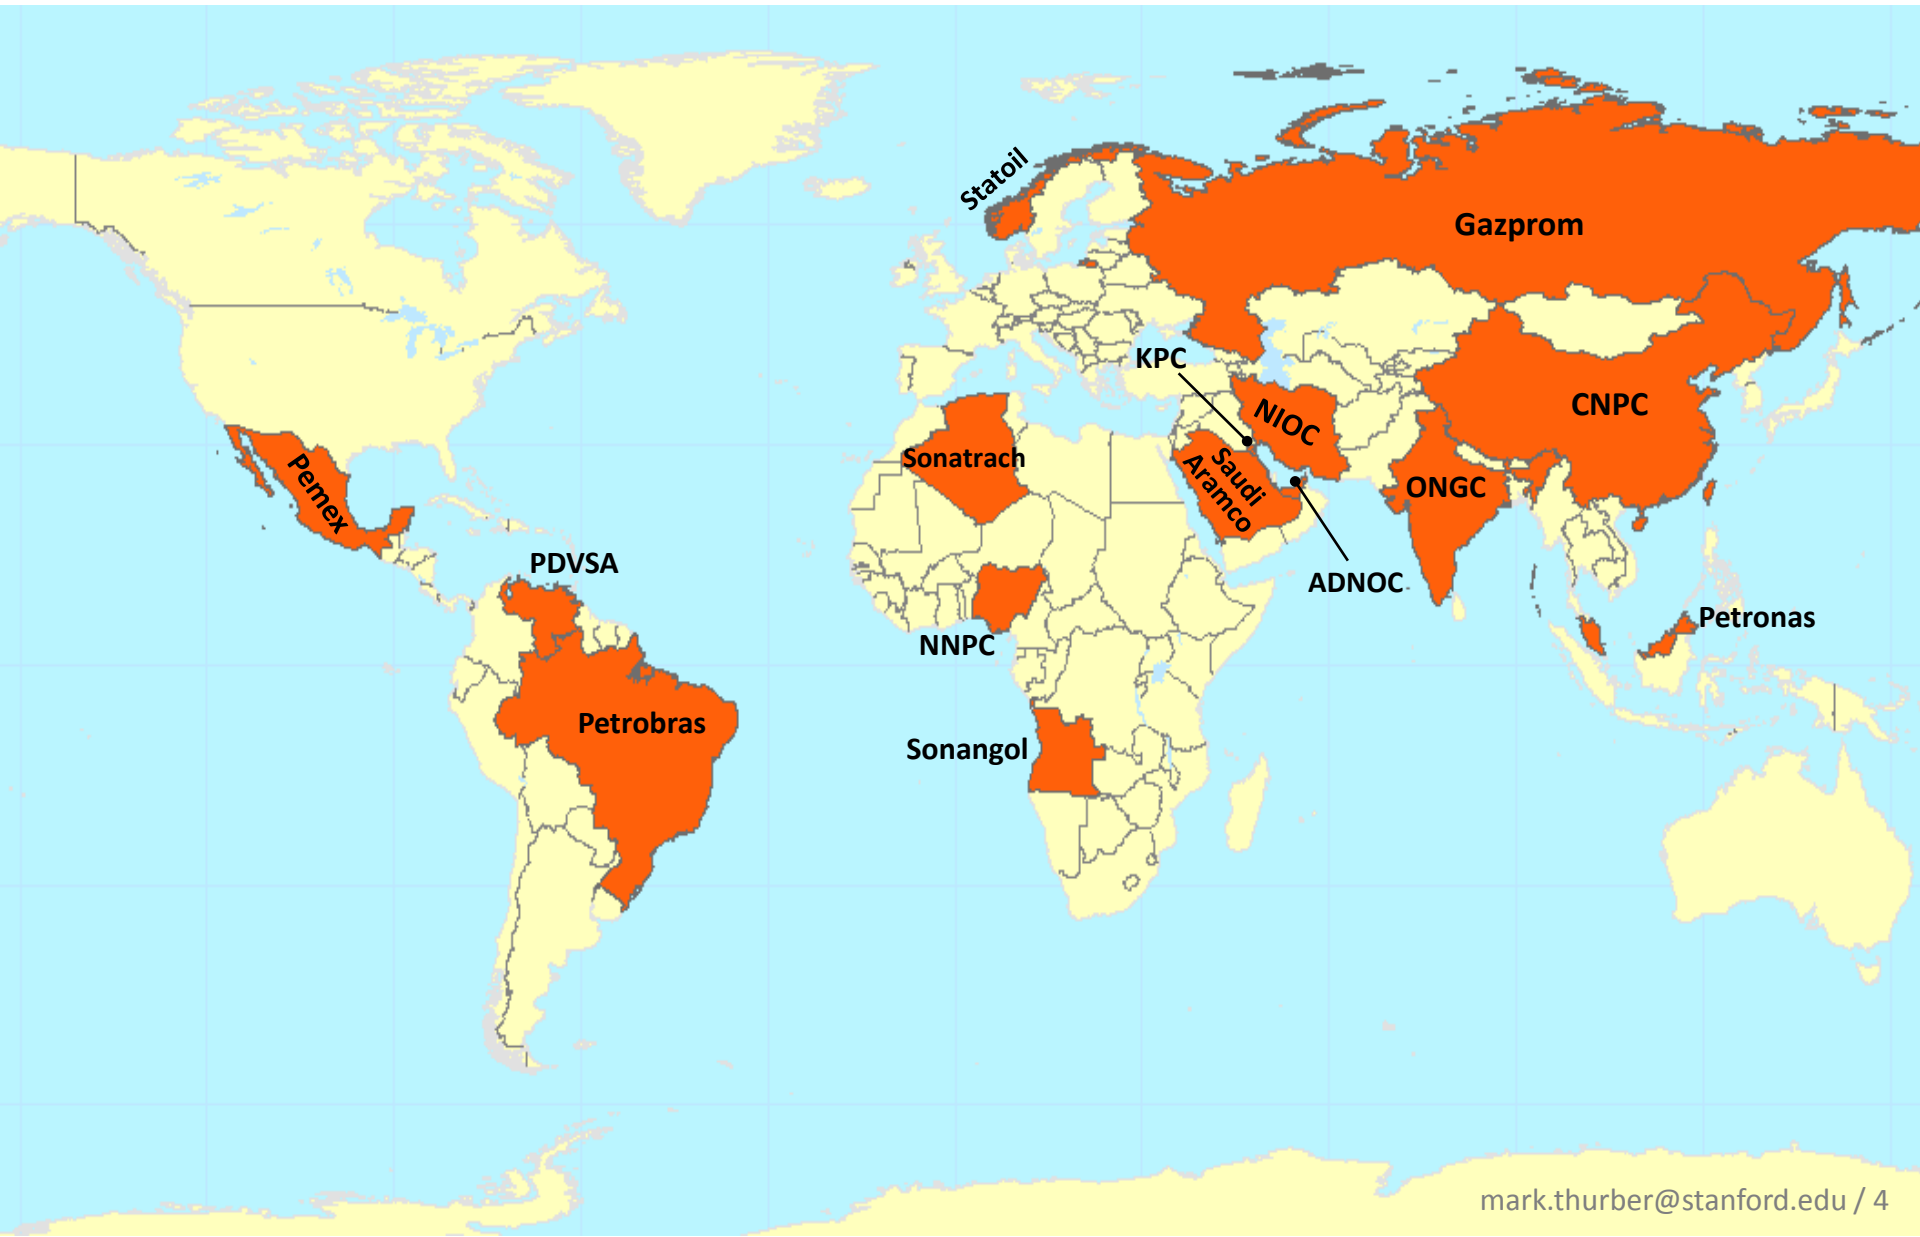 Statoil
Gazprom
KPC
NIOC
CNPC
Sonatrach
Saudi
Aramco
ONGC
Pemex
PDVSA
ADNOC
NNPC
Petronas
Petrobras
Sonangol
mark.thurber@stanford.edu / 4